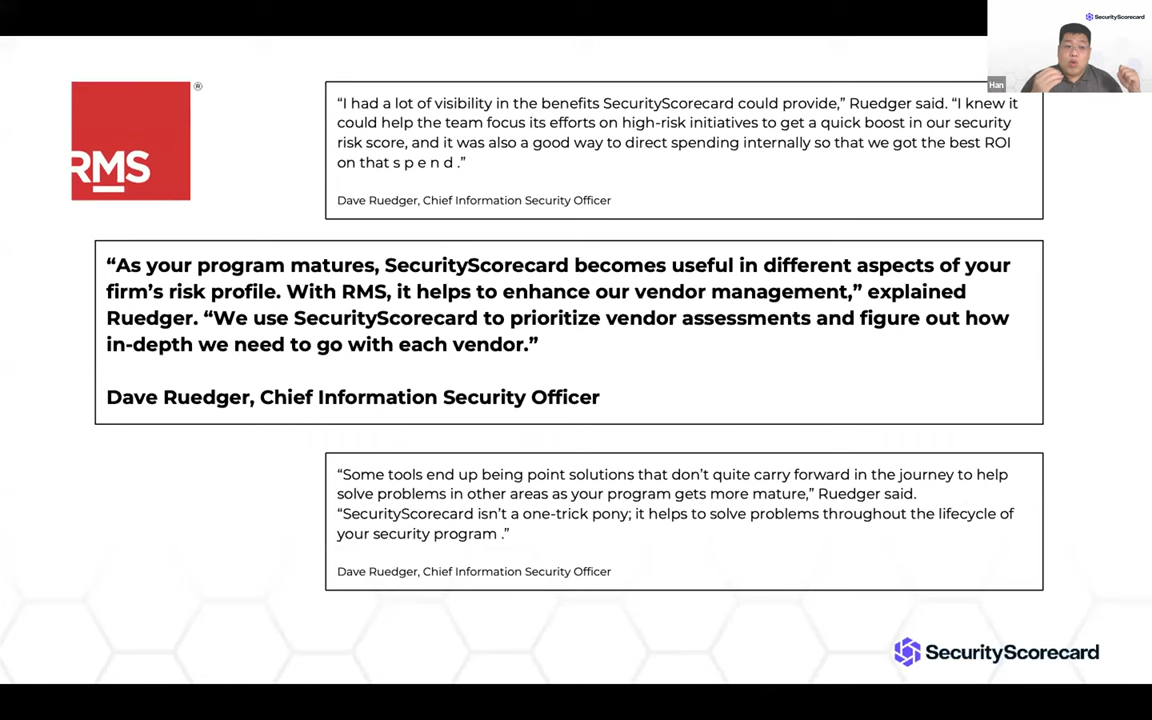 SecurityScorecard
Han
RMS
®
“I had a lot of visibility in the benefits SecurityScorecard could provide,” Ruedger said. “I knew it
could help the team focus its efforts on high-risk initiatives to get a quick boost in our security
risk score, and it was also a good way to direct spending internally so that we got the best ROI
on that s p e n d .”
Dave Ruedger, Chief Information Security Officer
“As your program matures, SecurityScorecard becomes useful in different aspects of your
firm’s risk profile. With RMS, it helps to enhance our vendor management,” explained
Ruedger. “We use SecurityScorecard to prioritize vendor assessments and figure out how
in-depth we need to go with each vendor.”
Dave Ruedger, Chief Information Security Officer
“Some tools end up being point solutions that don’t quite carry forward in the journey to help
solve problems in other areas as your program gets more mature,” Ruedger said.
“SecurityScorecard isn’t a one-trick pony; it helps to solve problems throughout the lifecycle of
your security program .”
Dave Ruedger, Chief Information Security Officer
SecurityScorecard